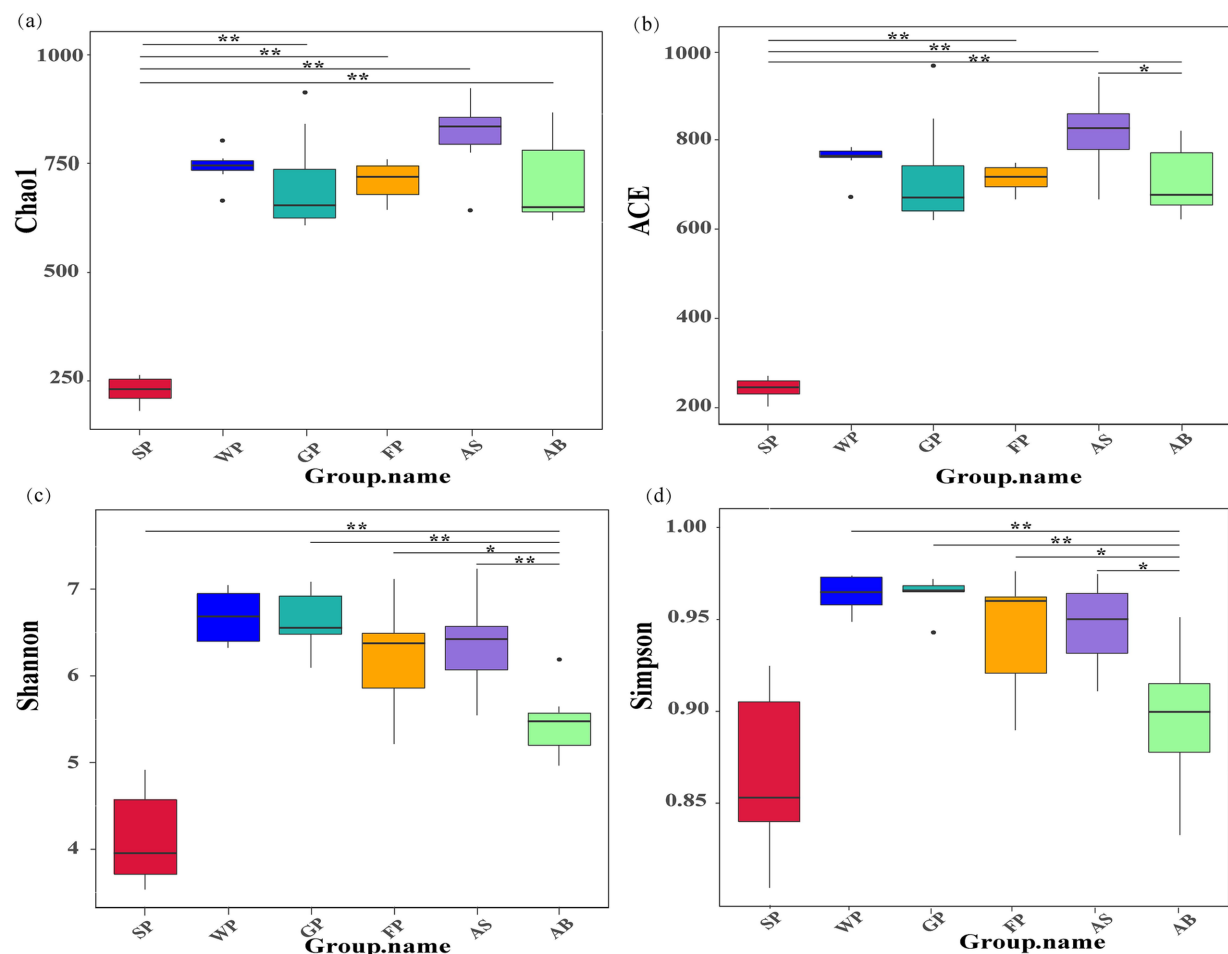 (a)
**
**
**
**
1000
750
500
250
Chao1
SP WP GP FP AS AB
Group.name
(b)
**
**
**
*
1000
800
600
400
200
ACE
SP WP GP FP AS AB
Group.name
(c)
**
**
*
**
7
6
5
4
Shannon
SP WP GP FP AS AB
Group.name
(d)
**
**
*
*
1.00
0.95
0.90
0.85
Simpson
SP WP GP FP AS AB
Group.name